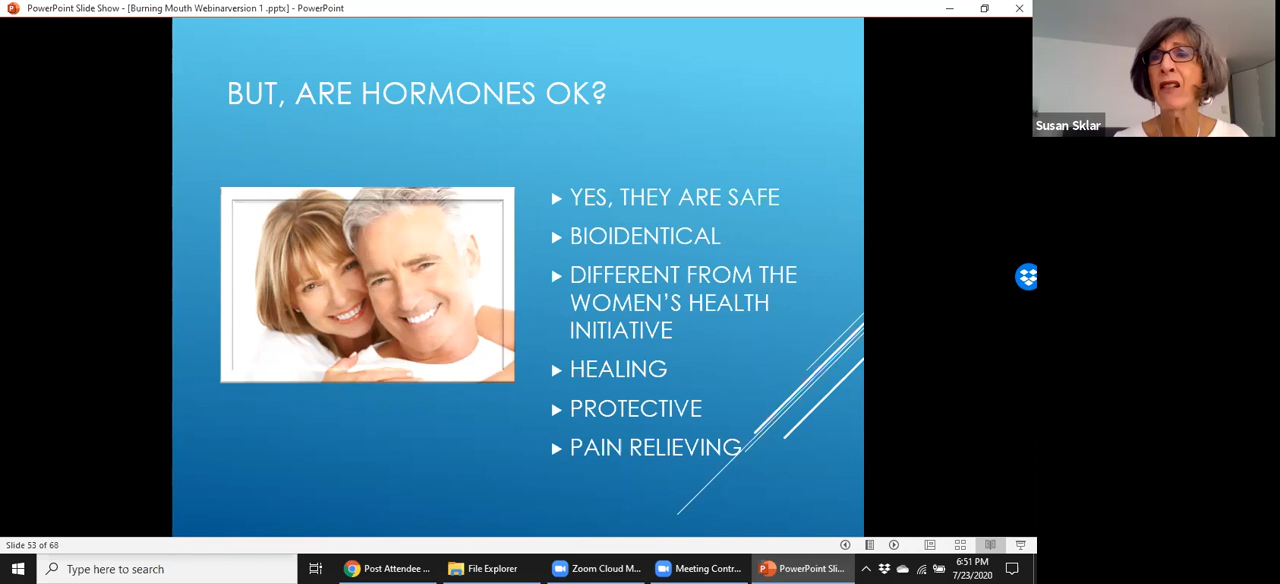 PowerPoint Slide Show - [Burning Mouth Webinarversion 1 .pptx] - PowerPoint
BUT, ARE HORMONES OK?
YES, THEY ARE SAFE
BIOIDENTICAL
DIFFERENT FROM THE
WOMEN'S HEALTH
INITIATIVE
HEALING
PROTECTIVE
PAIN RELIEVING
Susan Sklar
Slide 53 of 68
Type here to search
Post Attendee ...
File Explorer
Zoom Cloud M...
Meeting Contr...
PowerPoint Sli...
6:51 PM
7/23/2020